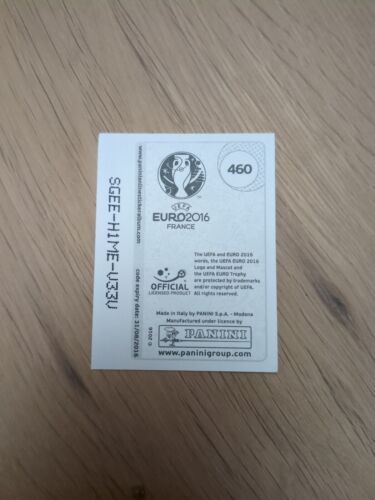 460
UEFA
EURO2016
FRANCE
The UEFA and EURO 2016
words, the UEFA EURO 2016
Logo and Mascot and
the UEFA EURO Trophy
are protected by trademarks
and/or copyright of UEFA.
All rights reserved.
OFFICIAL
LICENSED PRODUCT
Made in Italy by PANINI S.p.A. - Modena
Manufactured under licence by
PANINI
www.paninigroup.com
© 2016
www.paninionlinestickeralbum.com
code expiry date: 31/08/2016
SGEE-H1ME-V33V